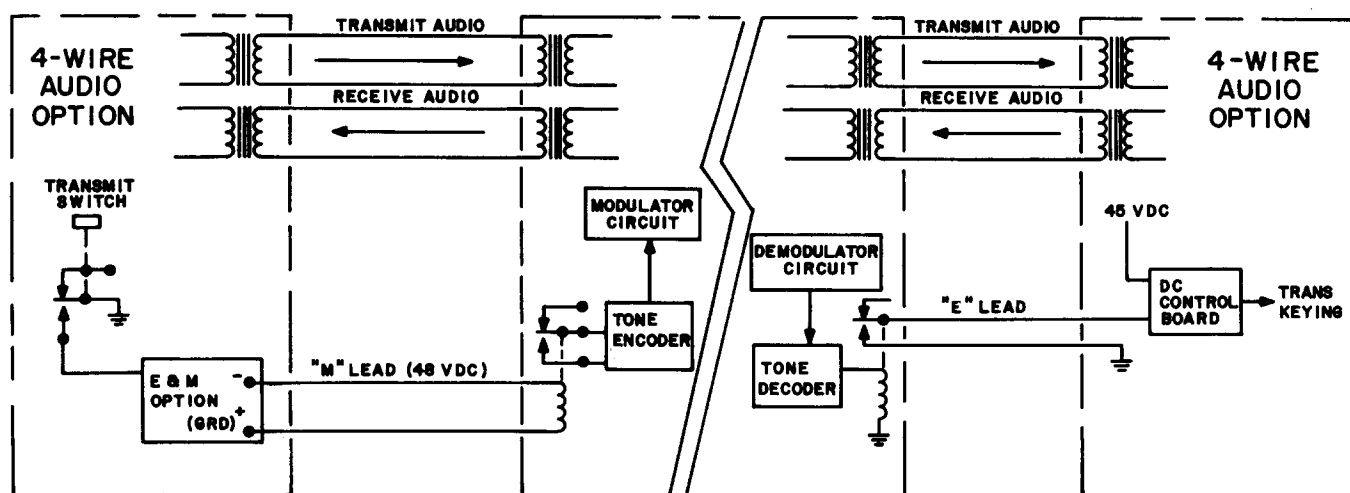 TRANSMIT AUDIO
RECEIVE AUDIO
4-WIRE
AUDIO
OPTION
TRANSMIT
SWITCH
E & M
OPTION
(GRD)
-
+
"M" LEAD (48 VDC)
MODULATOR
CIRCUIT
TONE
ENCODER
TRANSMIT AUDIO
RECEIVE AUDIO
4-WIRE
AUDIO
OPTION
DEMODULATOR
CIRCUIT
TONE
DECODER
"E" LEAD
45 VDC
DC
CONTROL
BOARD
TRANS
KEYING